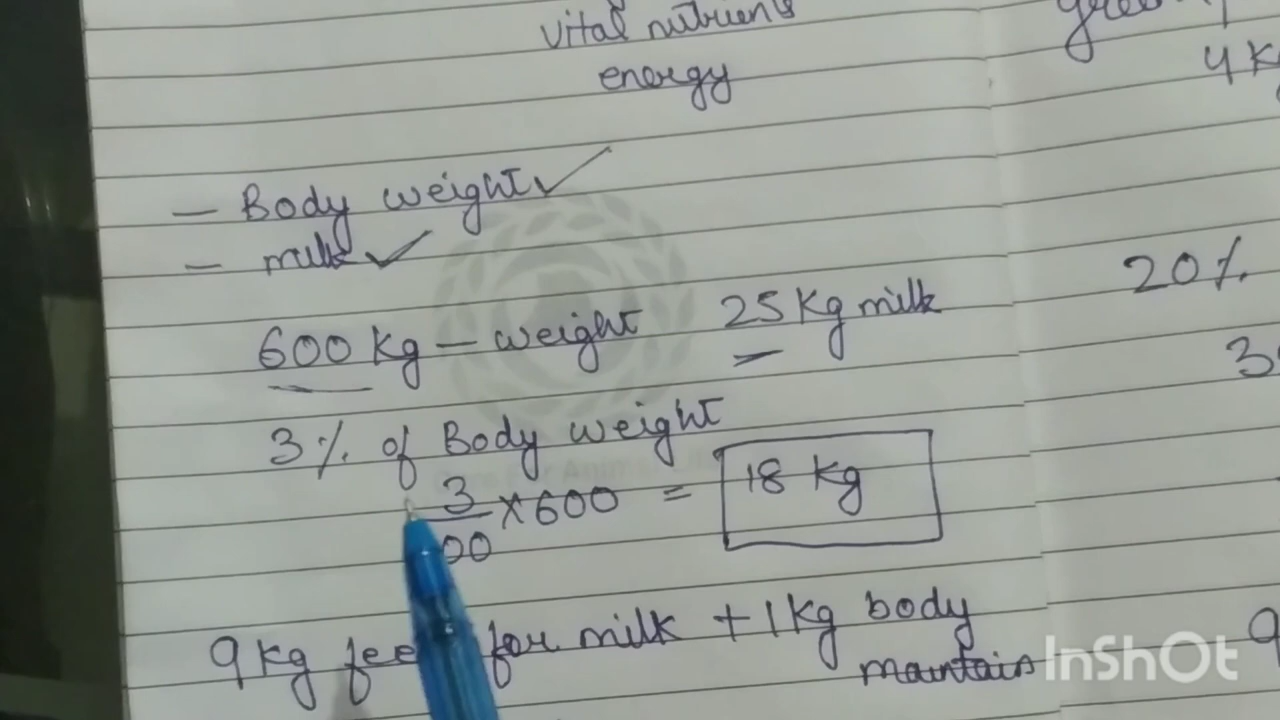 vital nutrients
energy
4 K
— Body weight ✓
— milk ✓
20%
600 Kg — weight 25 Kg milk
3% of Body weight
3/00 × 600 = 18 Kg
9 Kg fee for milk + 1 Kg body
maintain
InShOt